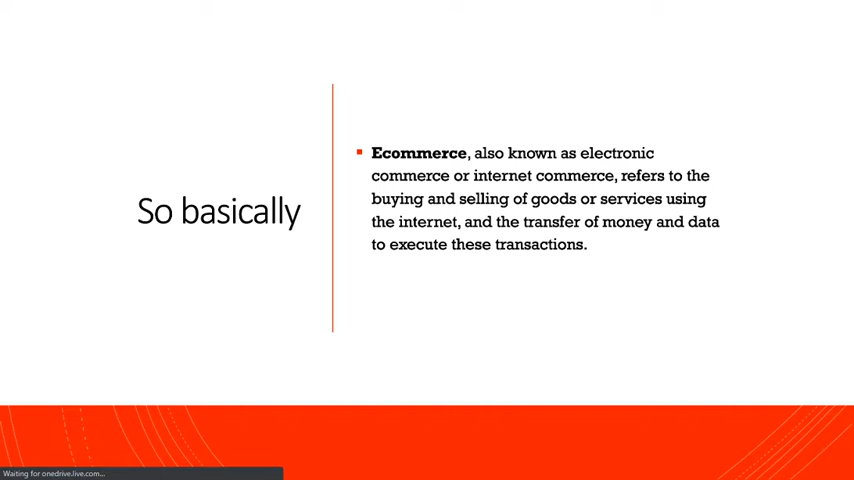 So basically
Ecommerce, also known as electronic
commerce or internet commerce, refers to the
buying and selling of goods or services using
the internet, and the transfer of money and data
to execute these transactions.
Waiting for onedrive.live.com...